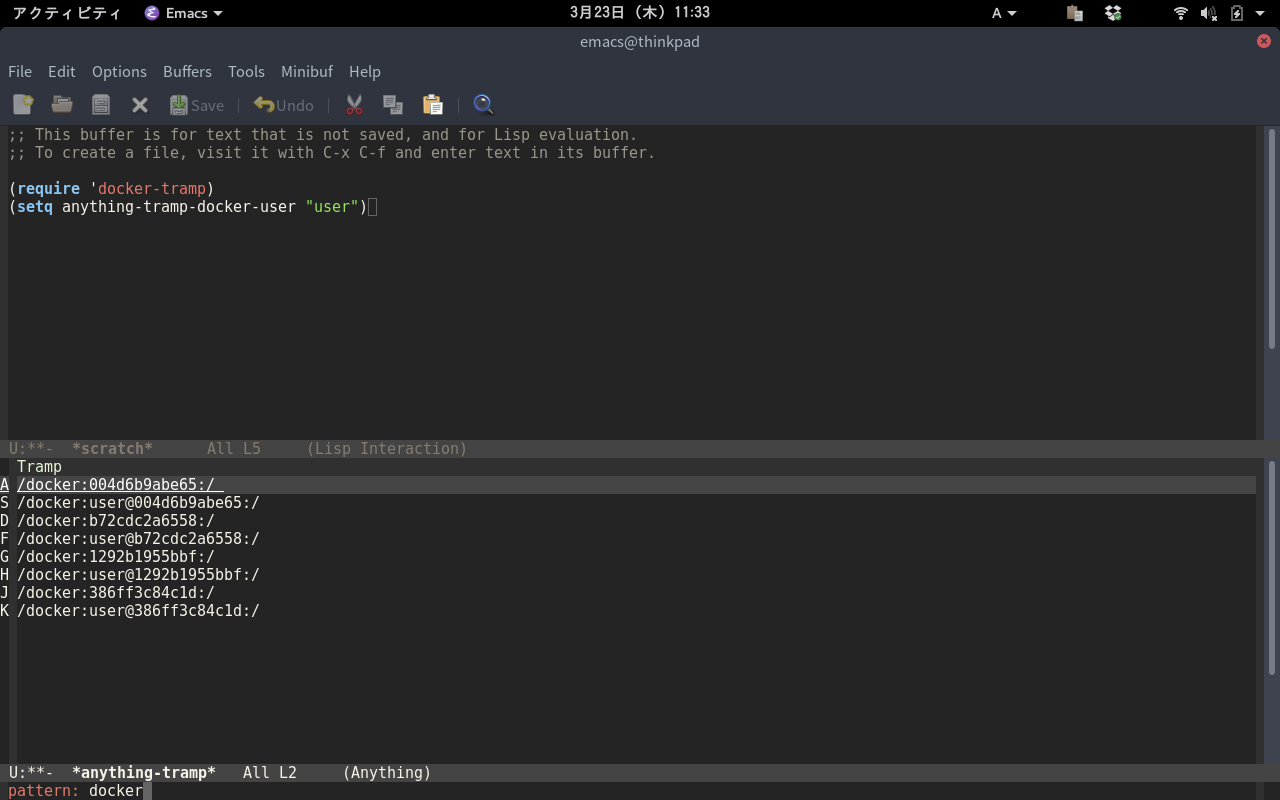 アクティビティ Emacs 3月23日 (木) 11:33 A
emacs@thinkpad
File Edit Options Buffers Tools Minibuf Help
Save Undo
;; This buffer is for text that is not saved, and for Lisp evaluation.
;; To create a file, visit it with C-x C-f and enter text in its buffer.
(require 'docker-tramp)
(setq anything-tramp-docker-user "user")
U:**-  *scratch*      All L5     (Lisp Interaction)
Tramp
A /docker:004d6b9abe65:/
S /docker:user@004d6b9abe65:/
D /docker:b72cdc2a6558:/
F /docker:user@b72cdc2a6558:/
G /docker:1292b1955bbf:/
H /docker:user@1292b1955bbf:/
J /docker:386ff3c84c1d:/
K /docker:user@386ff3c84c1d:/
U:**-  *anything-tramp*   All L2     (Anything)
pattern: docker